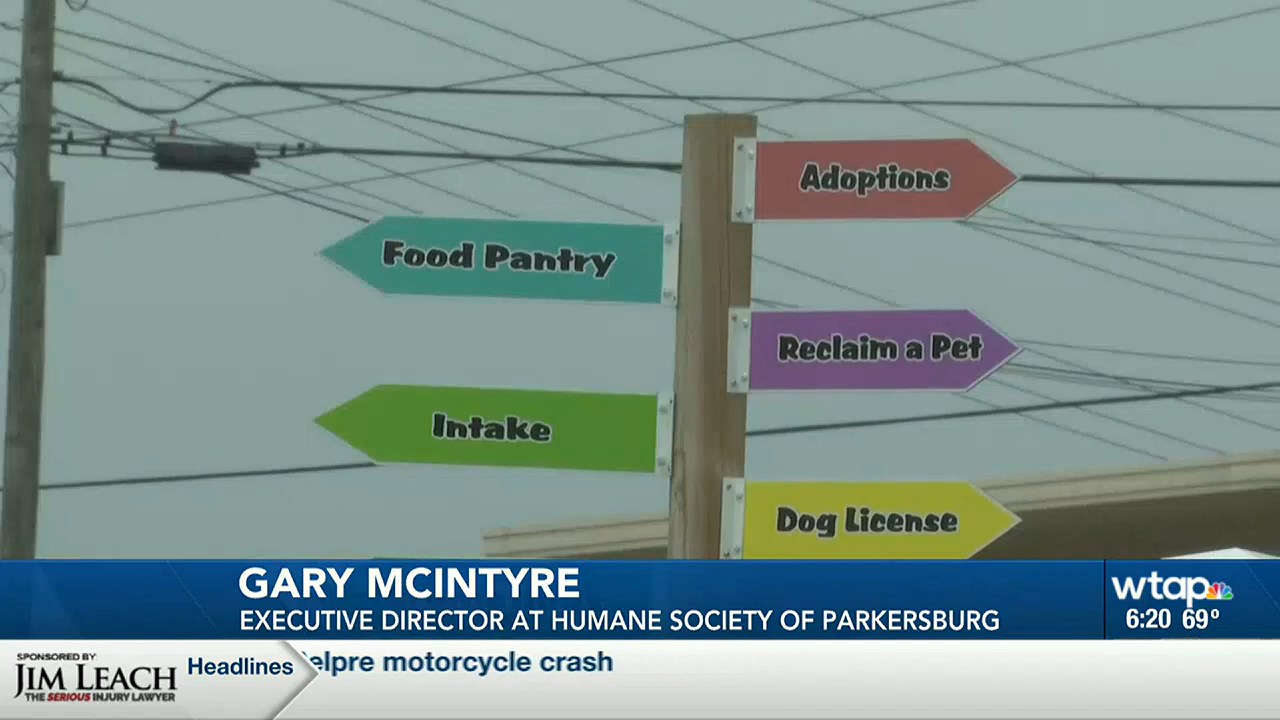 Adoptions
Food Pantry
Reclaim a Pet
Intake
Dog License
GARY MCINTYRE
EXECUTIVE DIRECTOR AT HUMANE SOCIETY OF PARKERSBURG
wtap
6:20 69°
SPONSORED BY
JIM LEACH
THE SERIOUS INJURY LAWYER
Headlines
elpre motorcycle crash